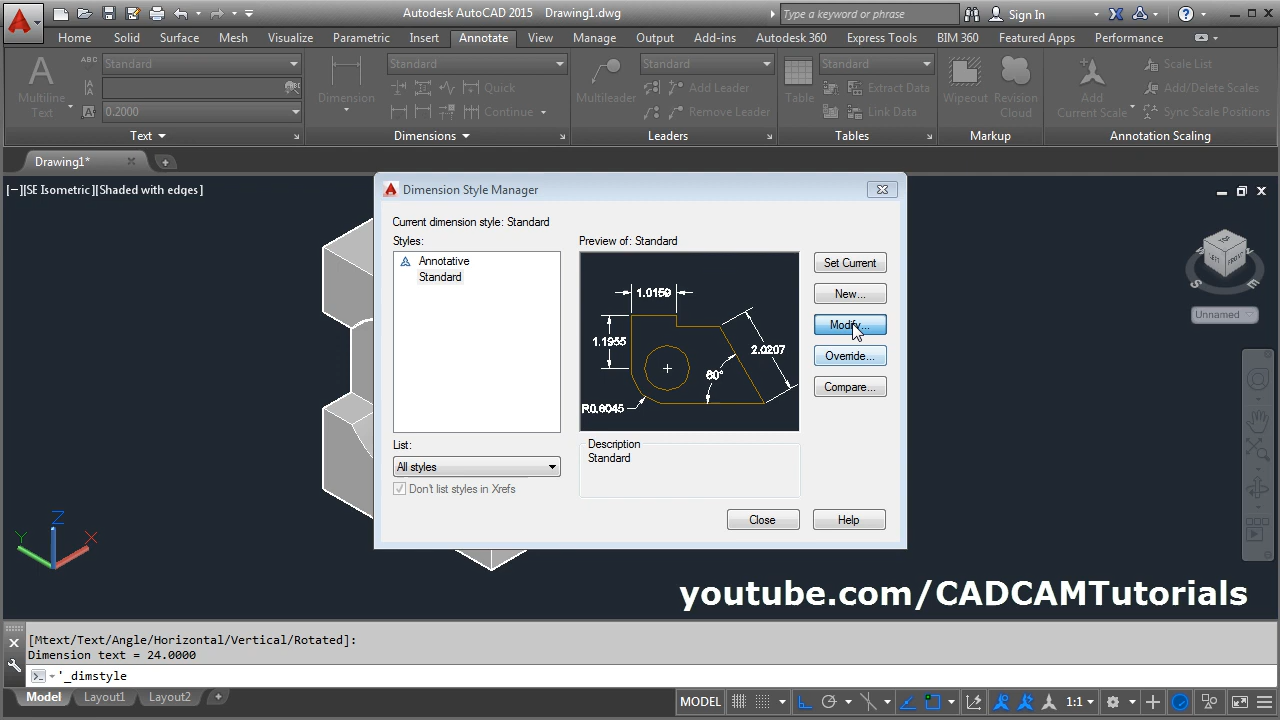 Autodesk AutoCAD 2015 Drawing1.dwg
Type a keyword or phrase
Sign In
Home Solid Surface Mesh Visualize Parametric Insert Annotate View Manage Output Add-ins Autodesk 360 Express Tools BIM 360 Featured Apps Performance
Multiline Text
ABC
Standard
0.2000
Text
Dimension
Standard
Quick
Continue
Dimensions
Multileader
Standard
Add Leader
Remove Leader
Leaders
Table
Standard
Extract Data
Link Data
Tables
Wipeout
Revision Cloud
Markup
Add Current Scale
Scale List
Add/Delete Scales
Sync Scale Positions
Annotation Scaling
Drawing1*
[−][SE Isometric][Shaded with edges]
Dimension Style Manager
Current dimension style: Standard
Styles:
Annotative
Standard
Preview of: Standard
1.0159
1.1955
2.0207
60°
R0.8045
Set Current
New...
Modify...
Override...
Compare...
List:
All styles
Don't list styles in Xrefs
Description
Standard
Close
Help
TOP
LEFT
FRONT
S
E
Unnamed
Z
Y
X
youtube.com/CADCAMTutorials
[Mtext/Text/Angle/Horizontal/Vertical/Rotated]:
Dimension text = 24.0000
'_dimstyle
Model Layout1 Layout2
MODEL
1:1